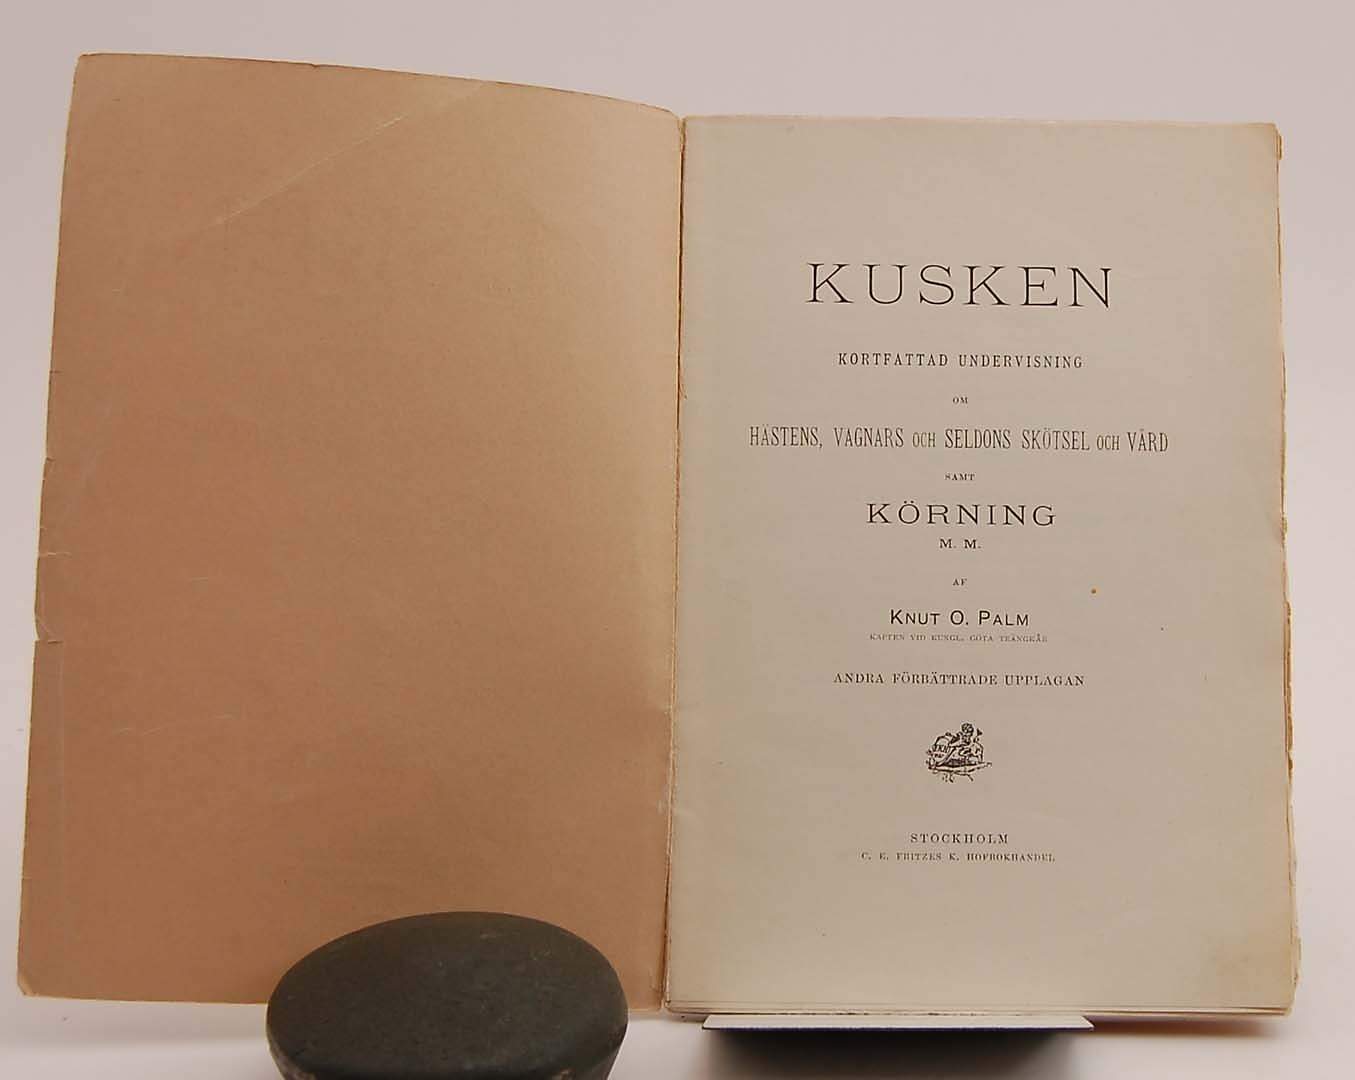 KUSKEN
KORTFATTAD UNDERVISNING
OM
HÄSTENS, VAGNARS OCH SELDONS SKÖTSEL OCH VÅRD
SAMT
KÖRNING
M. M.
AF
KNUT O. PALM
KAPTEN VID KUNGL. GÖTA TRÄNGKÅR
ANDRA FÖRBÄTTRADE UPPLAGAN
STOCKHOLM
C. E. FRITZES K. HOFBOKHANDEL